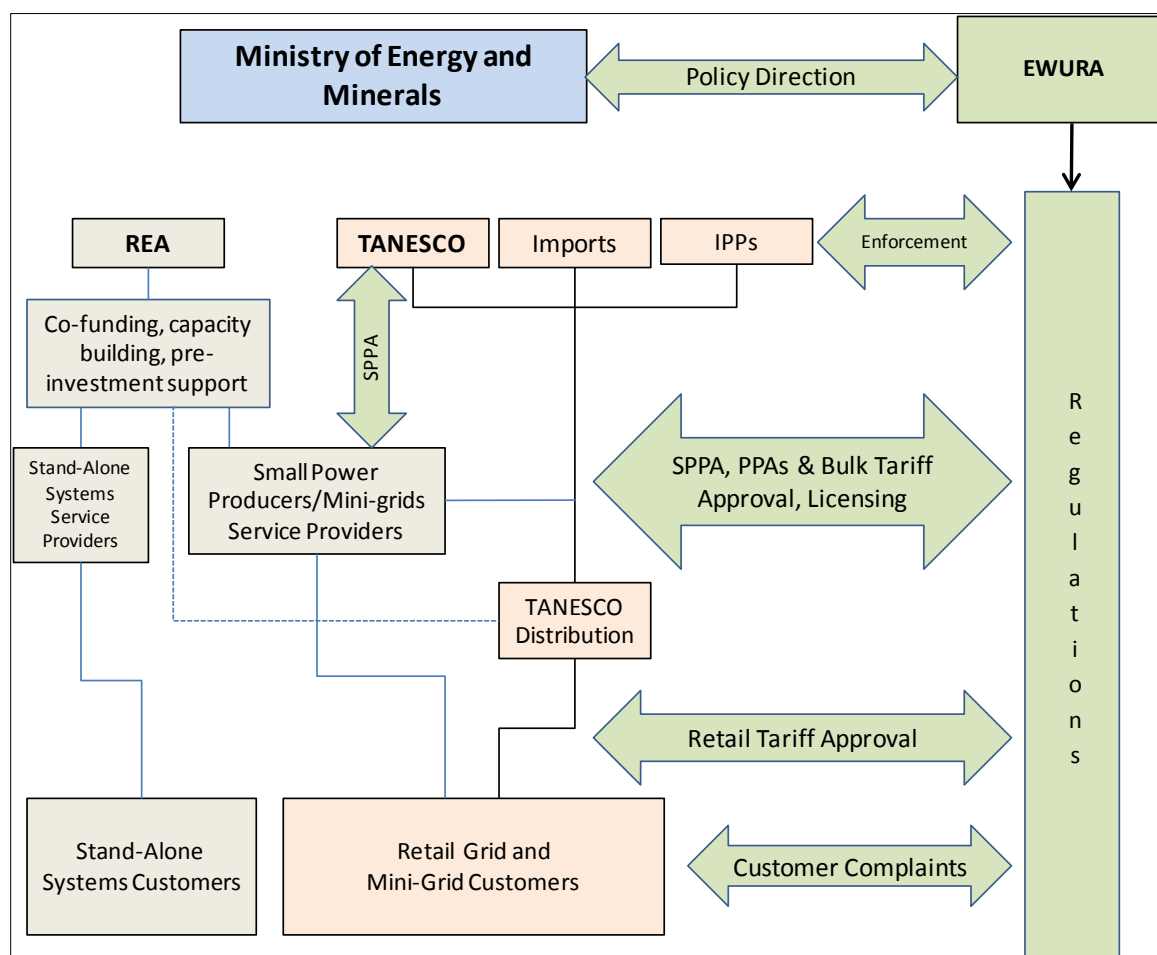 Ministry of Energy and
Minerals
Policy Direction
EWURA
REA
TANESCO
Imports
IPPs
Enforcement
Co-funding, capacity
building, pre-
investment support
SPPA
Stand-Alone
Systems
Service
Providers
Small Power
Producers/Mini-grids
Service Providers
SPPA, PPAs & Bulk Tariff
Approval, Licensing
TANESCO
Distribution
Retail Tariff Approval
Stand-Alone
Systems Customers
Retail Grid and
Mini-Grid Customers
Customer Complaints
R
e
g
u
l
a
t
i
o
n
s